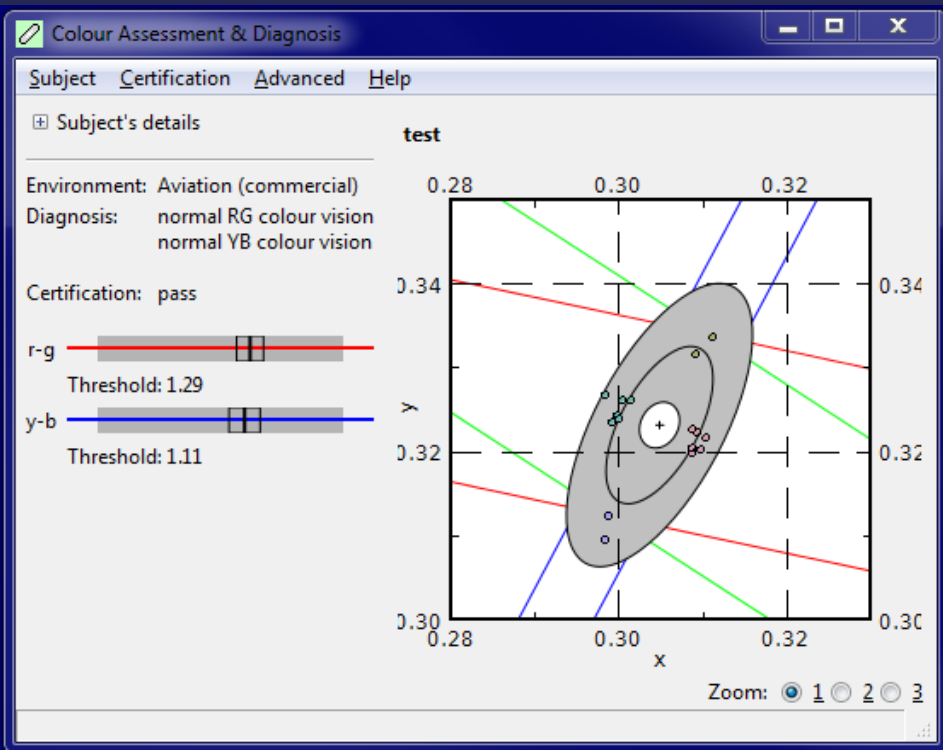 Colour Assessment & Diagnosis
Subject Certification Advanced Help
Subject's details
Environment: Aviation (commercial)
Diagnosis: normal RG colour vision
normal YB colour vision
Certification: pass
r-g
Threshold: 1.29
y-b
Threshold: 1.11
test
0.28 0.30 0.32
0.34 0.34
y
0.32 0.32
0.30 0.30
0.28 0.30 0.32
x
Zoom: 1 2 3